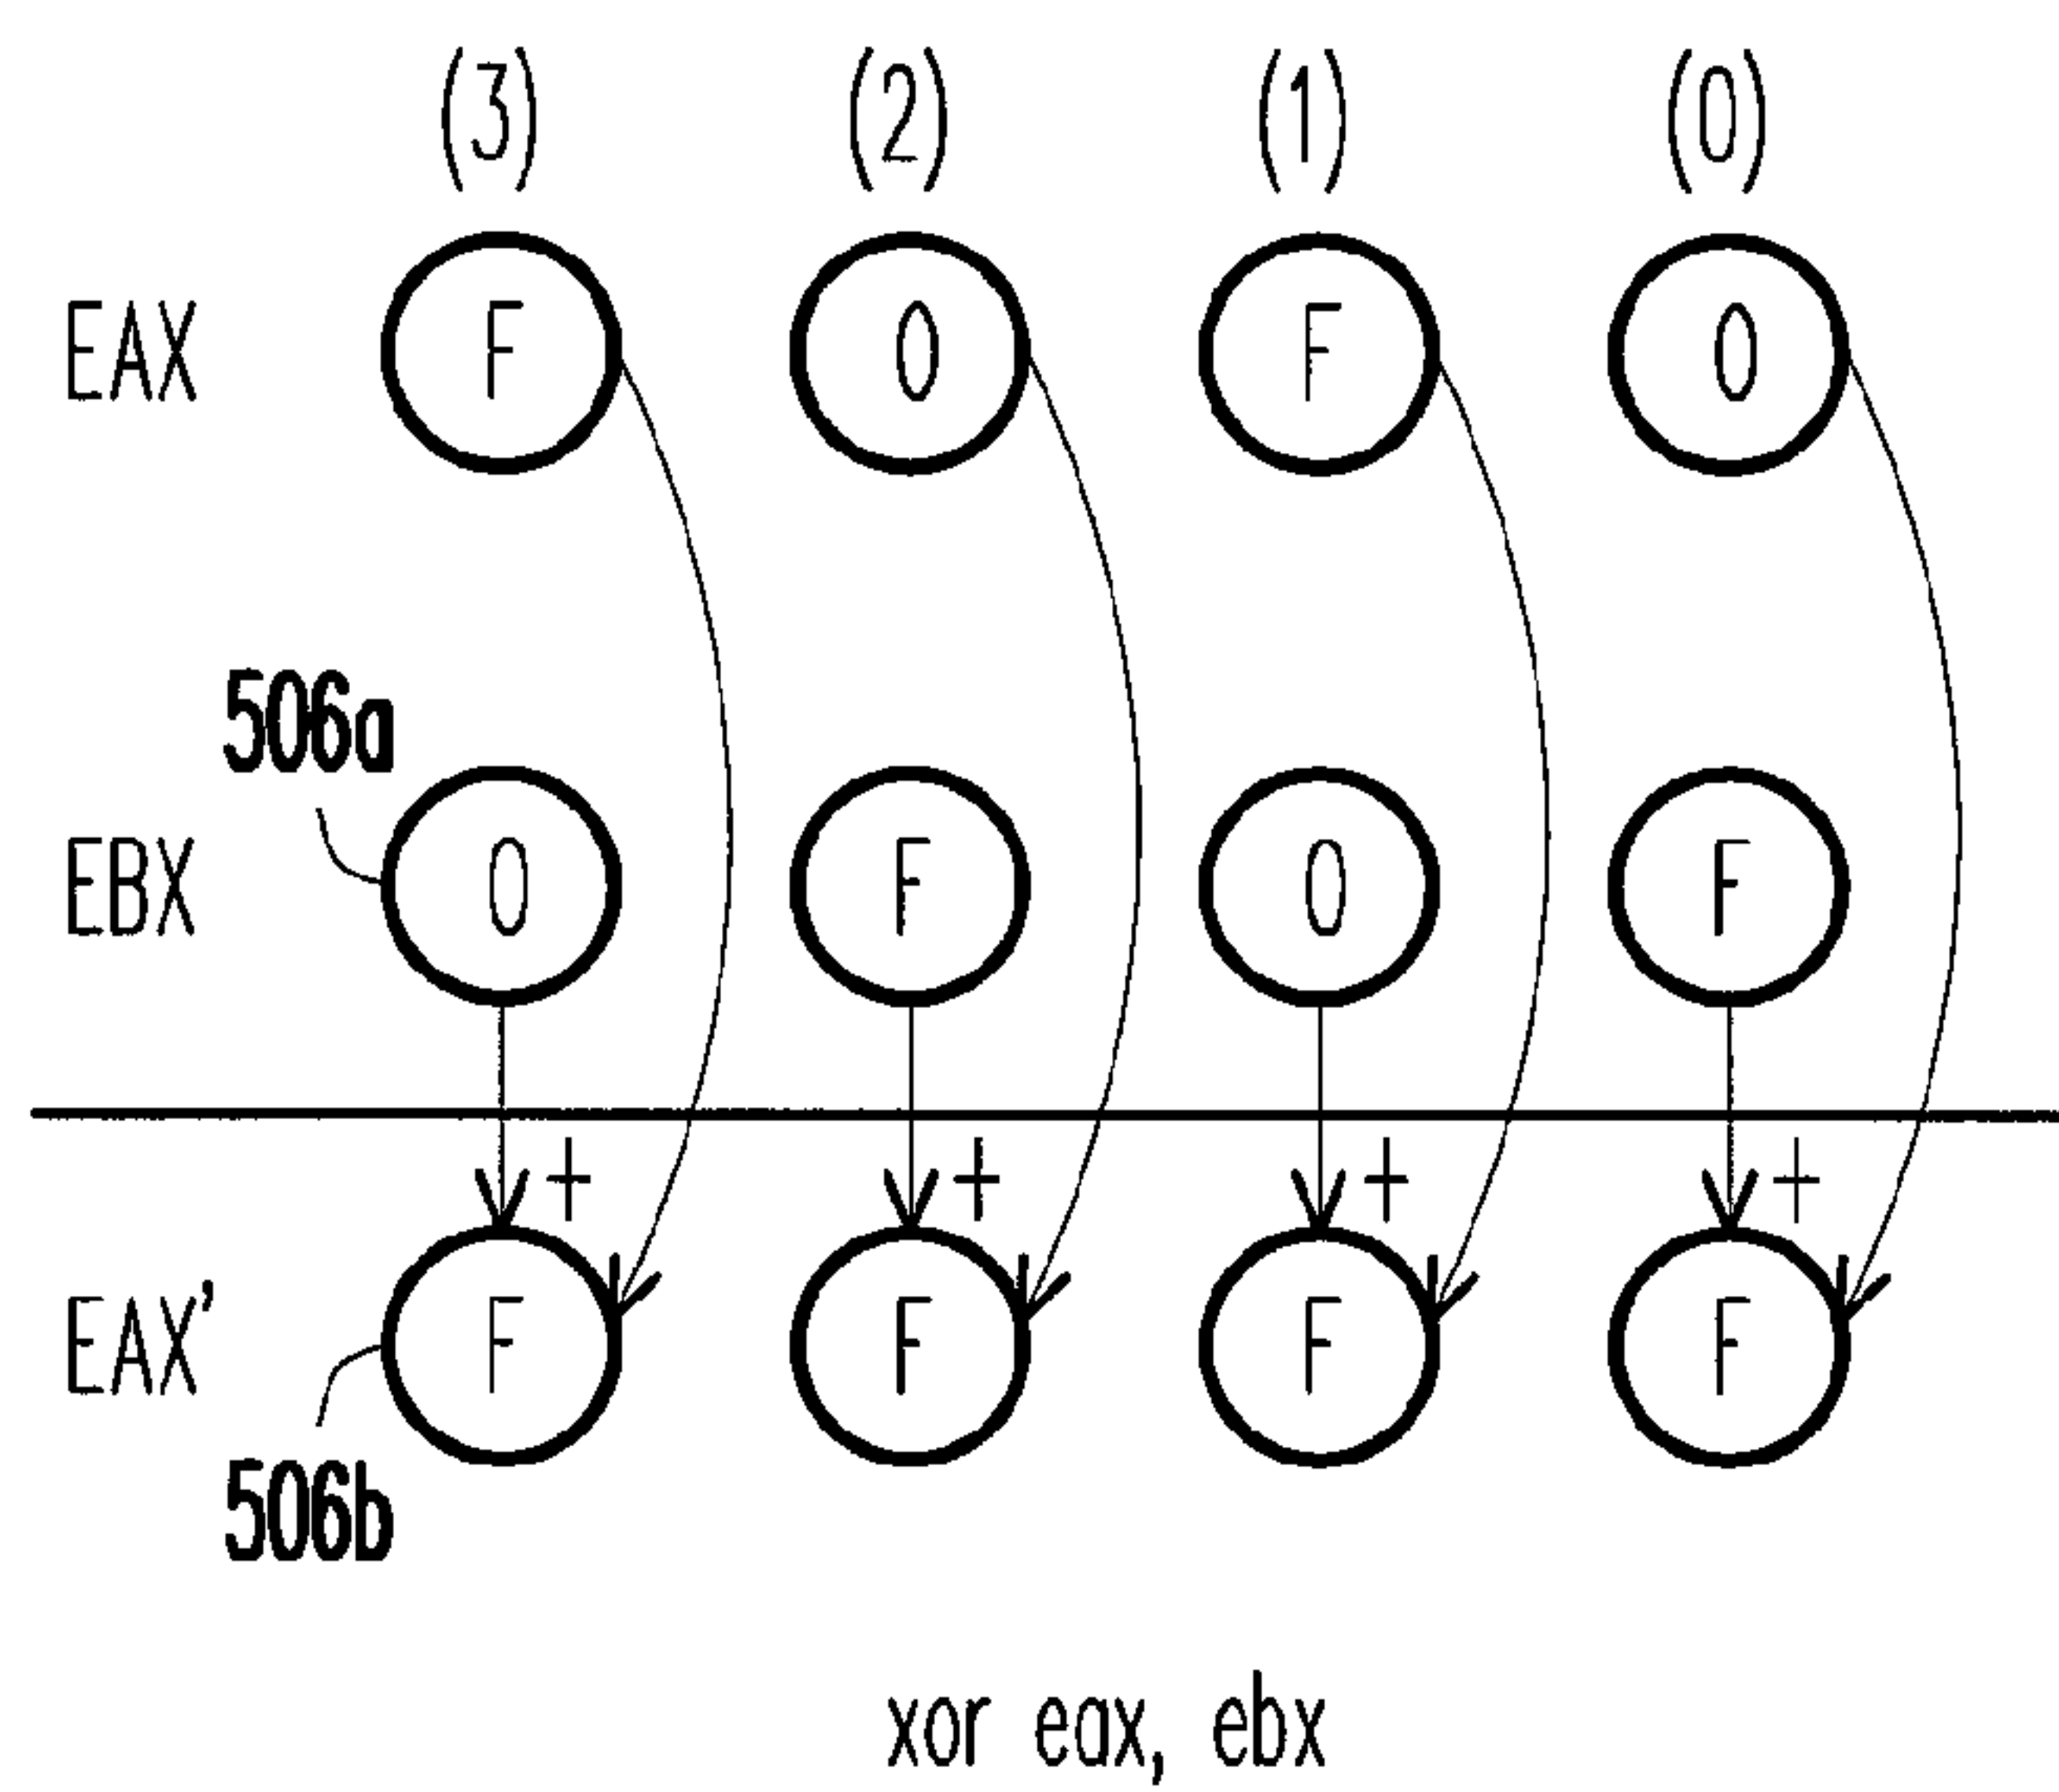 (3) (2) (1) (0)
EAX F 0 F 0
506a
EBX 0 F 0 F
+ + + +
EAX' F F F F
506b
xor eax, ebx